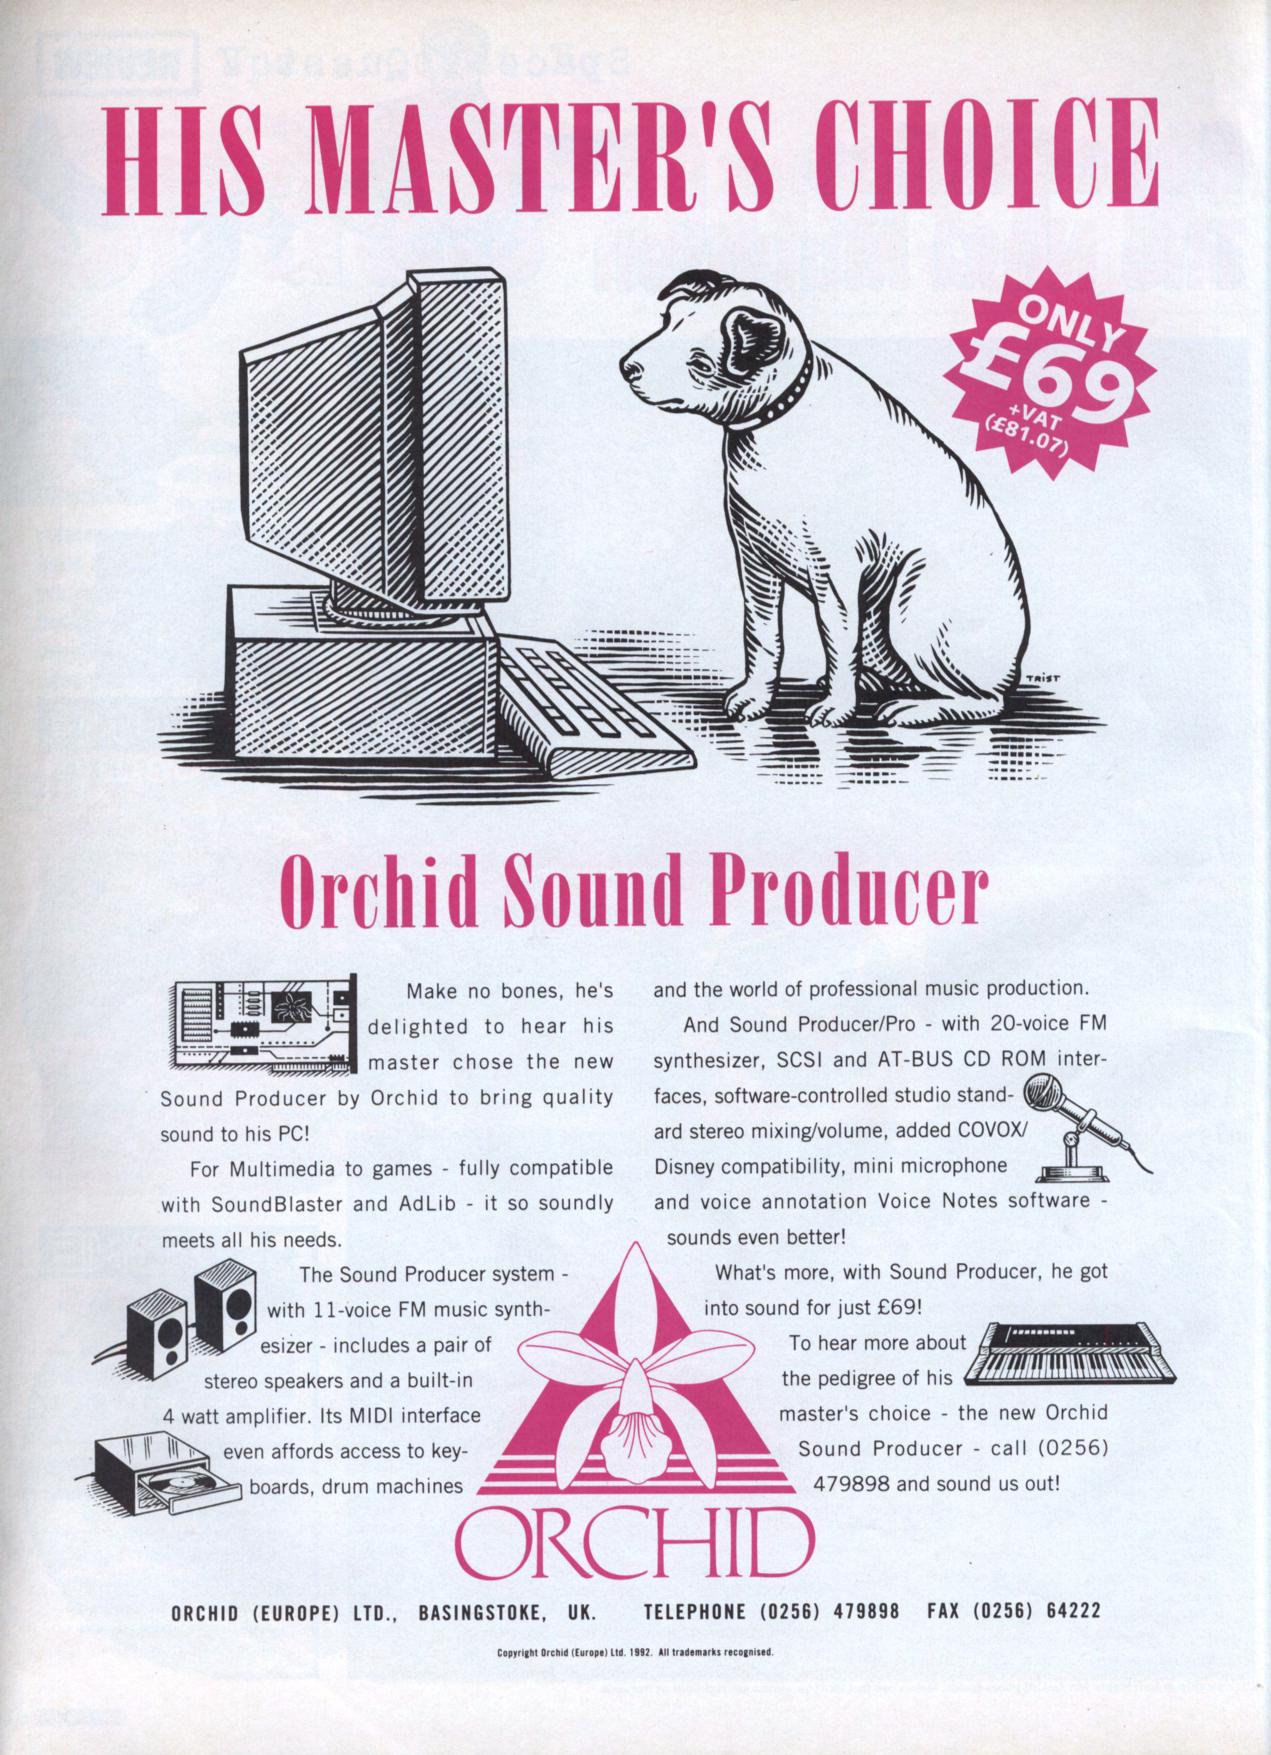 HIS MASTER'S CHOICE
ONLY
£69
+VAT
(£81.07)
TRIST
Orchid Sound Producer
Make no bones, he's
delighted to hear his
master chose the new
Sound Producer by Orchid to bring quality
sound to his PC!
For Multimedia to games - fully compatible
with SoundBlaster and AdLib - it so soundly
meets all his needs.
The Sound Producer system -
with 11-voice FM music synth-
esizer - includes a pair of
stereo speakers and a built-in
4 watt amplifier. Its MIDI interface
even affords access to key-
boards, drum machines
and the world of professional music production.
And Sound Producer/Pro - with 20-voice FM
synthesizer, SCSI and AT-BUS CD ROM inter-
faces, software-controlled studio stand-
ard stereo mixing/volume, added COVOX/
Disney compatibility, mini microphone
and voice annotation Voice Notes software -
sounds even better!
What's more, with Sound Producer, he got
into sound for just £69!
To hear more about
the pedigree of his
master's choice - the new Orchid
Sound Producer - call (0256)
479898 and sound us out!
ORCHID
ORCHID (EUROPE) LTD., BASINGSTOKE, UK. TELEPHONE (0256) 479898 FAX (0256) 64222
Copyright Orchid (Europe) Ltd. 1992. All trademarks recognised.